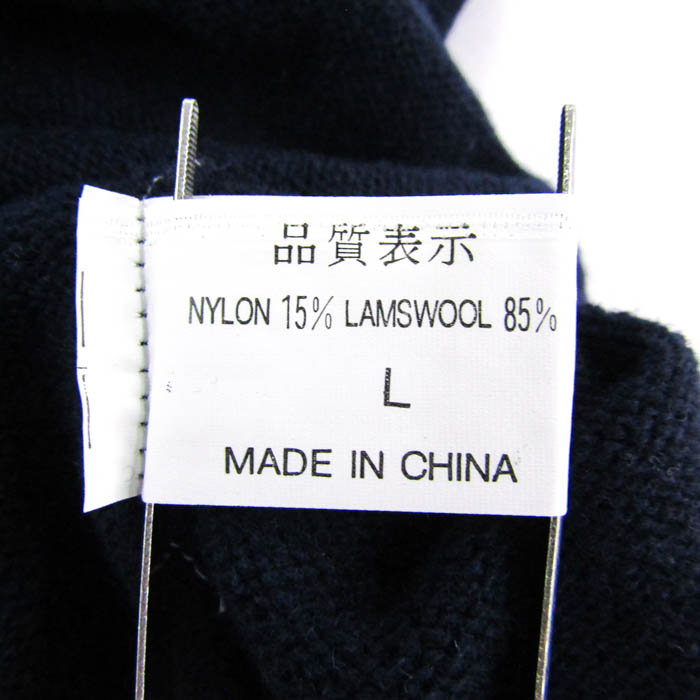 品質表示
NYLON 15% LAMSWOOL 85%
L
MADE IN CHINA